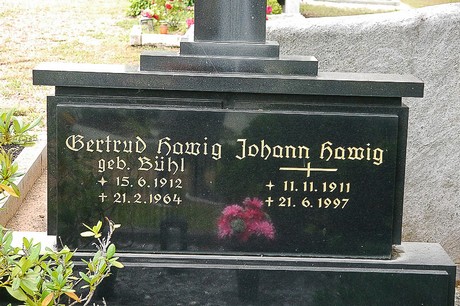 Gertrud Hawig
geb. Bühl
* 15.6.1912
+ 21.2.1964
Johann Hawig
* 11.11.1911
+ 21.6.1997